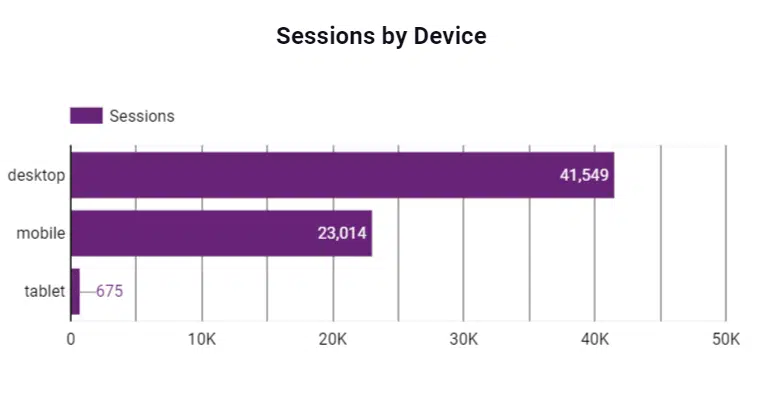 Sessions by Device
Sessions
desktop 41,549
mobile 23,014
tablet 675
0 10K 20K 30K 40K 50K